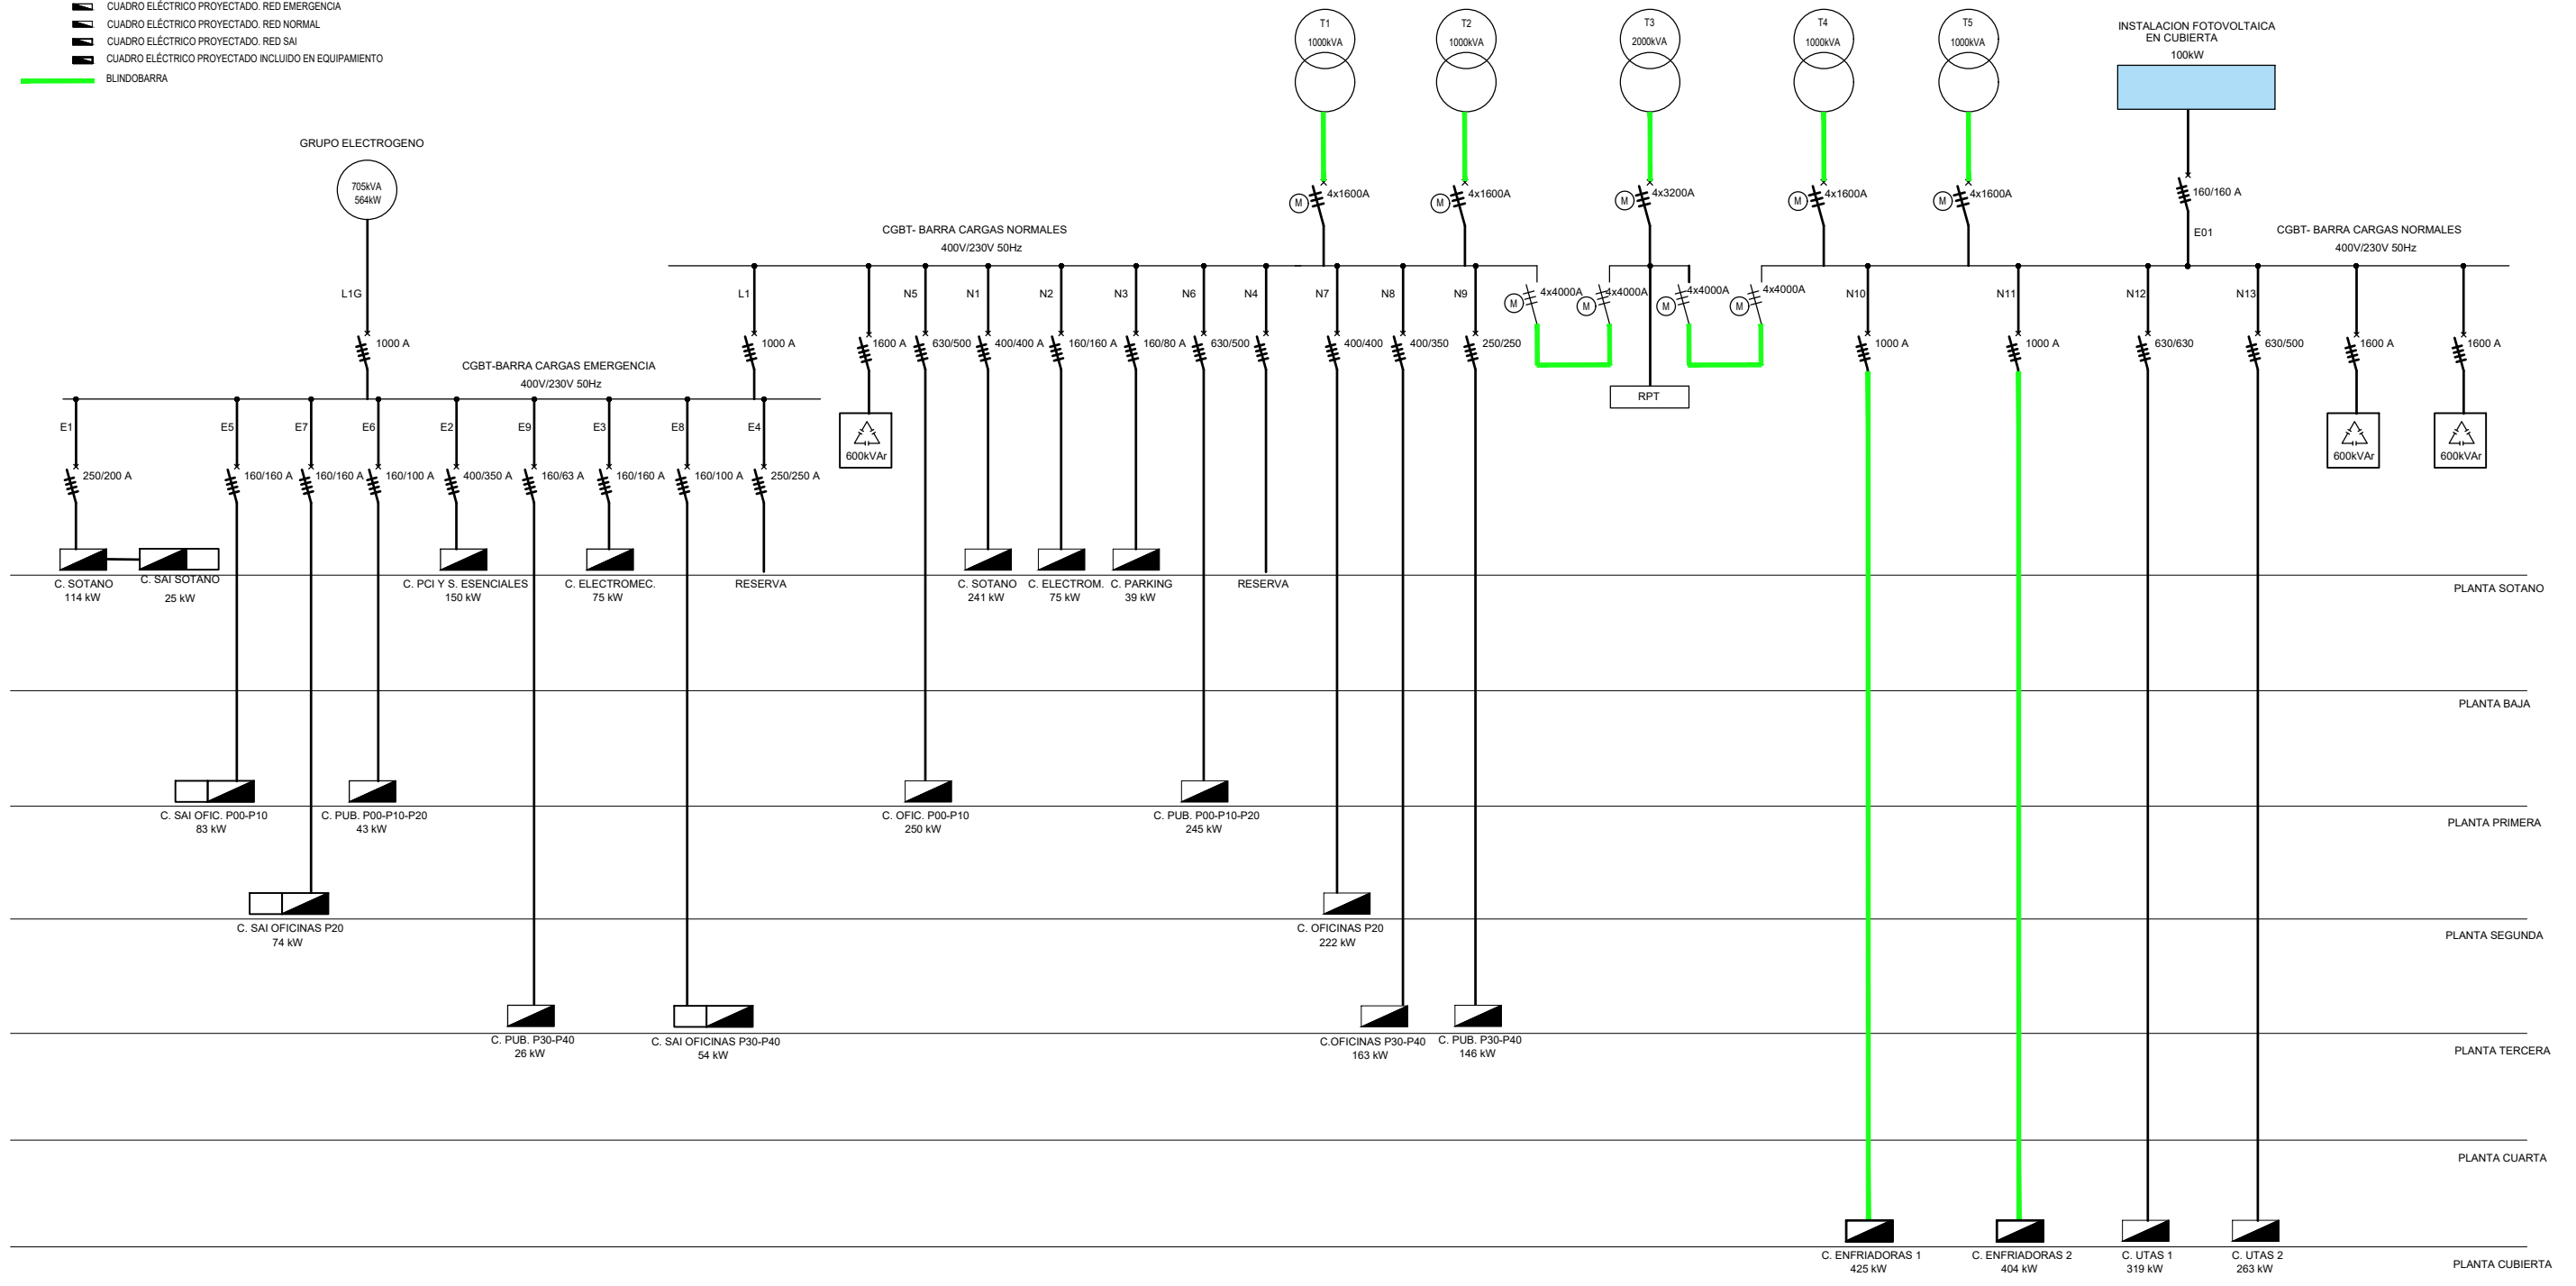 CUADRO ELÉCTRICO PROYECTADO. RED EMERGENCIA
CUADRO ELÉCTRICO PROYECTADO. RED NORMAL
CUADRO ELÉCTRICO PROYECTADO. RED SAI
CUADRO ELÉCTRICO PROYECTADO INCLUIDO EN EQUIPAMIENTO
BLINDOBARRA
T1
1000kVA
T2
1000kVA
T3
2000kVA
T4
1000kVA
T5
1000kVA
INSTALACION FOTOVOLTAICA
EN CUBIERTA
100kW
GRUPO ELECTROGENO
705kVA
564kW
M
4x1600A
M
4x1600A
M
4x3200A
M
4x1600A
M
4x1600A
160/160 A
E01
CGBT- BARRA CARGAS NORMALES
400V/230V 50Hz
CGBT- BARRA CARGAS NORMALES
400V/230V 50Hz
L1G
1000 A
L1
1000 A
1600 A
600kVAr
N5
630/500
N1
400/400 A
N2
160/160 A
N3
160/80 A
N6
630/500
N4
N7
400/400
N8
400/350
N9
250/250
M
4x4000A
M
4x4000A
M
4x4000A
M
4x4000A
RPT
N10
1000 A
N11
1000 A
N12
630/630
N13
630/500
1600 A
600kVAr
1600 A
600kVAr
CGBT-BARRA CARGAS EMERGENCIA
400V/230V 50Hz
E1
250/200 A
E5
160/160 A
E7
160/160 A
E6
160/100 A
E2
400/350 A
E9
160/63 A
E3
160/160 A
E8
160/100 A
E4
250/250 A
C. SOTANO
114 kW
C. SAI SOTANO
25 kW
C. PCI Y S. ESENCIALES
150 kW
C. ELECTROMEC.
75 kW
RESERVA
C. SOTANO
241 kW
C. ELECTROM.
75 kW
C. PARKING
39 kW
RESERVA
PLANTA SOTANO
PLANTA BAJA
C. SAI OFIC. P00-P10
83 kW
C. PUB. P00-P10-P20
43 kW
C. OFIC. P00-P10
250 kW
C. PUB. P00-P10-P20
245 kW
PLANTA PRIMERA
C. SAI OFICINAS P20
74 kW
C. OFICINAS P20
222 kW
PLANTA SEGUNDA
C. PUB. P30-P40
26 kW
C. SAI OFICINAS P30-P40
54 kW
C.OFICINAS P30-P40
163 kW
C. PUB. P30-P40
146 kW
PLANTA TERCERA
PLANTA CUARTA
C. ENFRIADORAS 1
425 kW
C. ENFRIADORAS 2
404 kW
C. UTAS 1
319 kW
C. UTAS 2
263 kW
PLANTA CUBIERTA